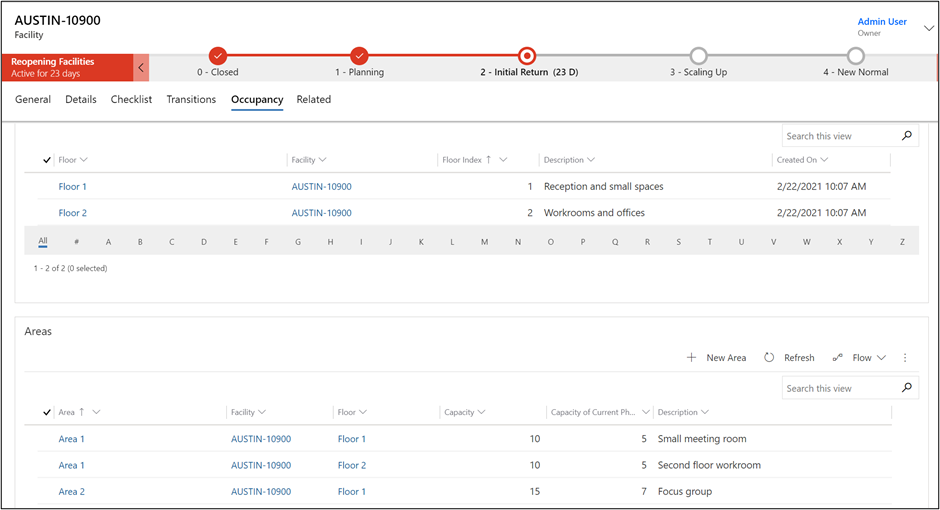 AUSTIN-10900
Facility
Admin User
Owner
Reopening Facilities
Active for 23 days
0 - Closed
1 - Planning
2 - Initial Return (23 D)
3 - Scaling Up
4 - New Normal
General Details Checklist Transitions Occupancy Related
Search this view
Floor Facility Floor Index ↑ Description Created On
Floor 1 AUSTIN-10900 1 Reception and small spaces 2/22/2021 10:07 AM
Floor 2 AUSTIN-10900 2 Workrooms and offices 2/22/2021 10:07 AM
All # A B C D E F G H I J K L M N O P Q R S T U V W X Y Z
1 - 2 of 2 (0 selected)
Areas
New Area Refresh Flow
Search this view
Area ↑ Facility Floor Capacity Capacity of Current Ph... Description
Area 1 AUSTIN-10900 Floor 1 10 5 Small meeting room
Area 1 AUSTIN-10900 Floor 2 10 5 Second floor workroom
Area 2 AUSTIN-10900 Floor 1 15 7 Focus group